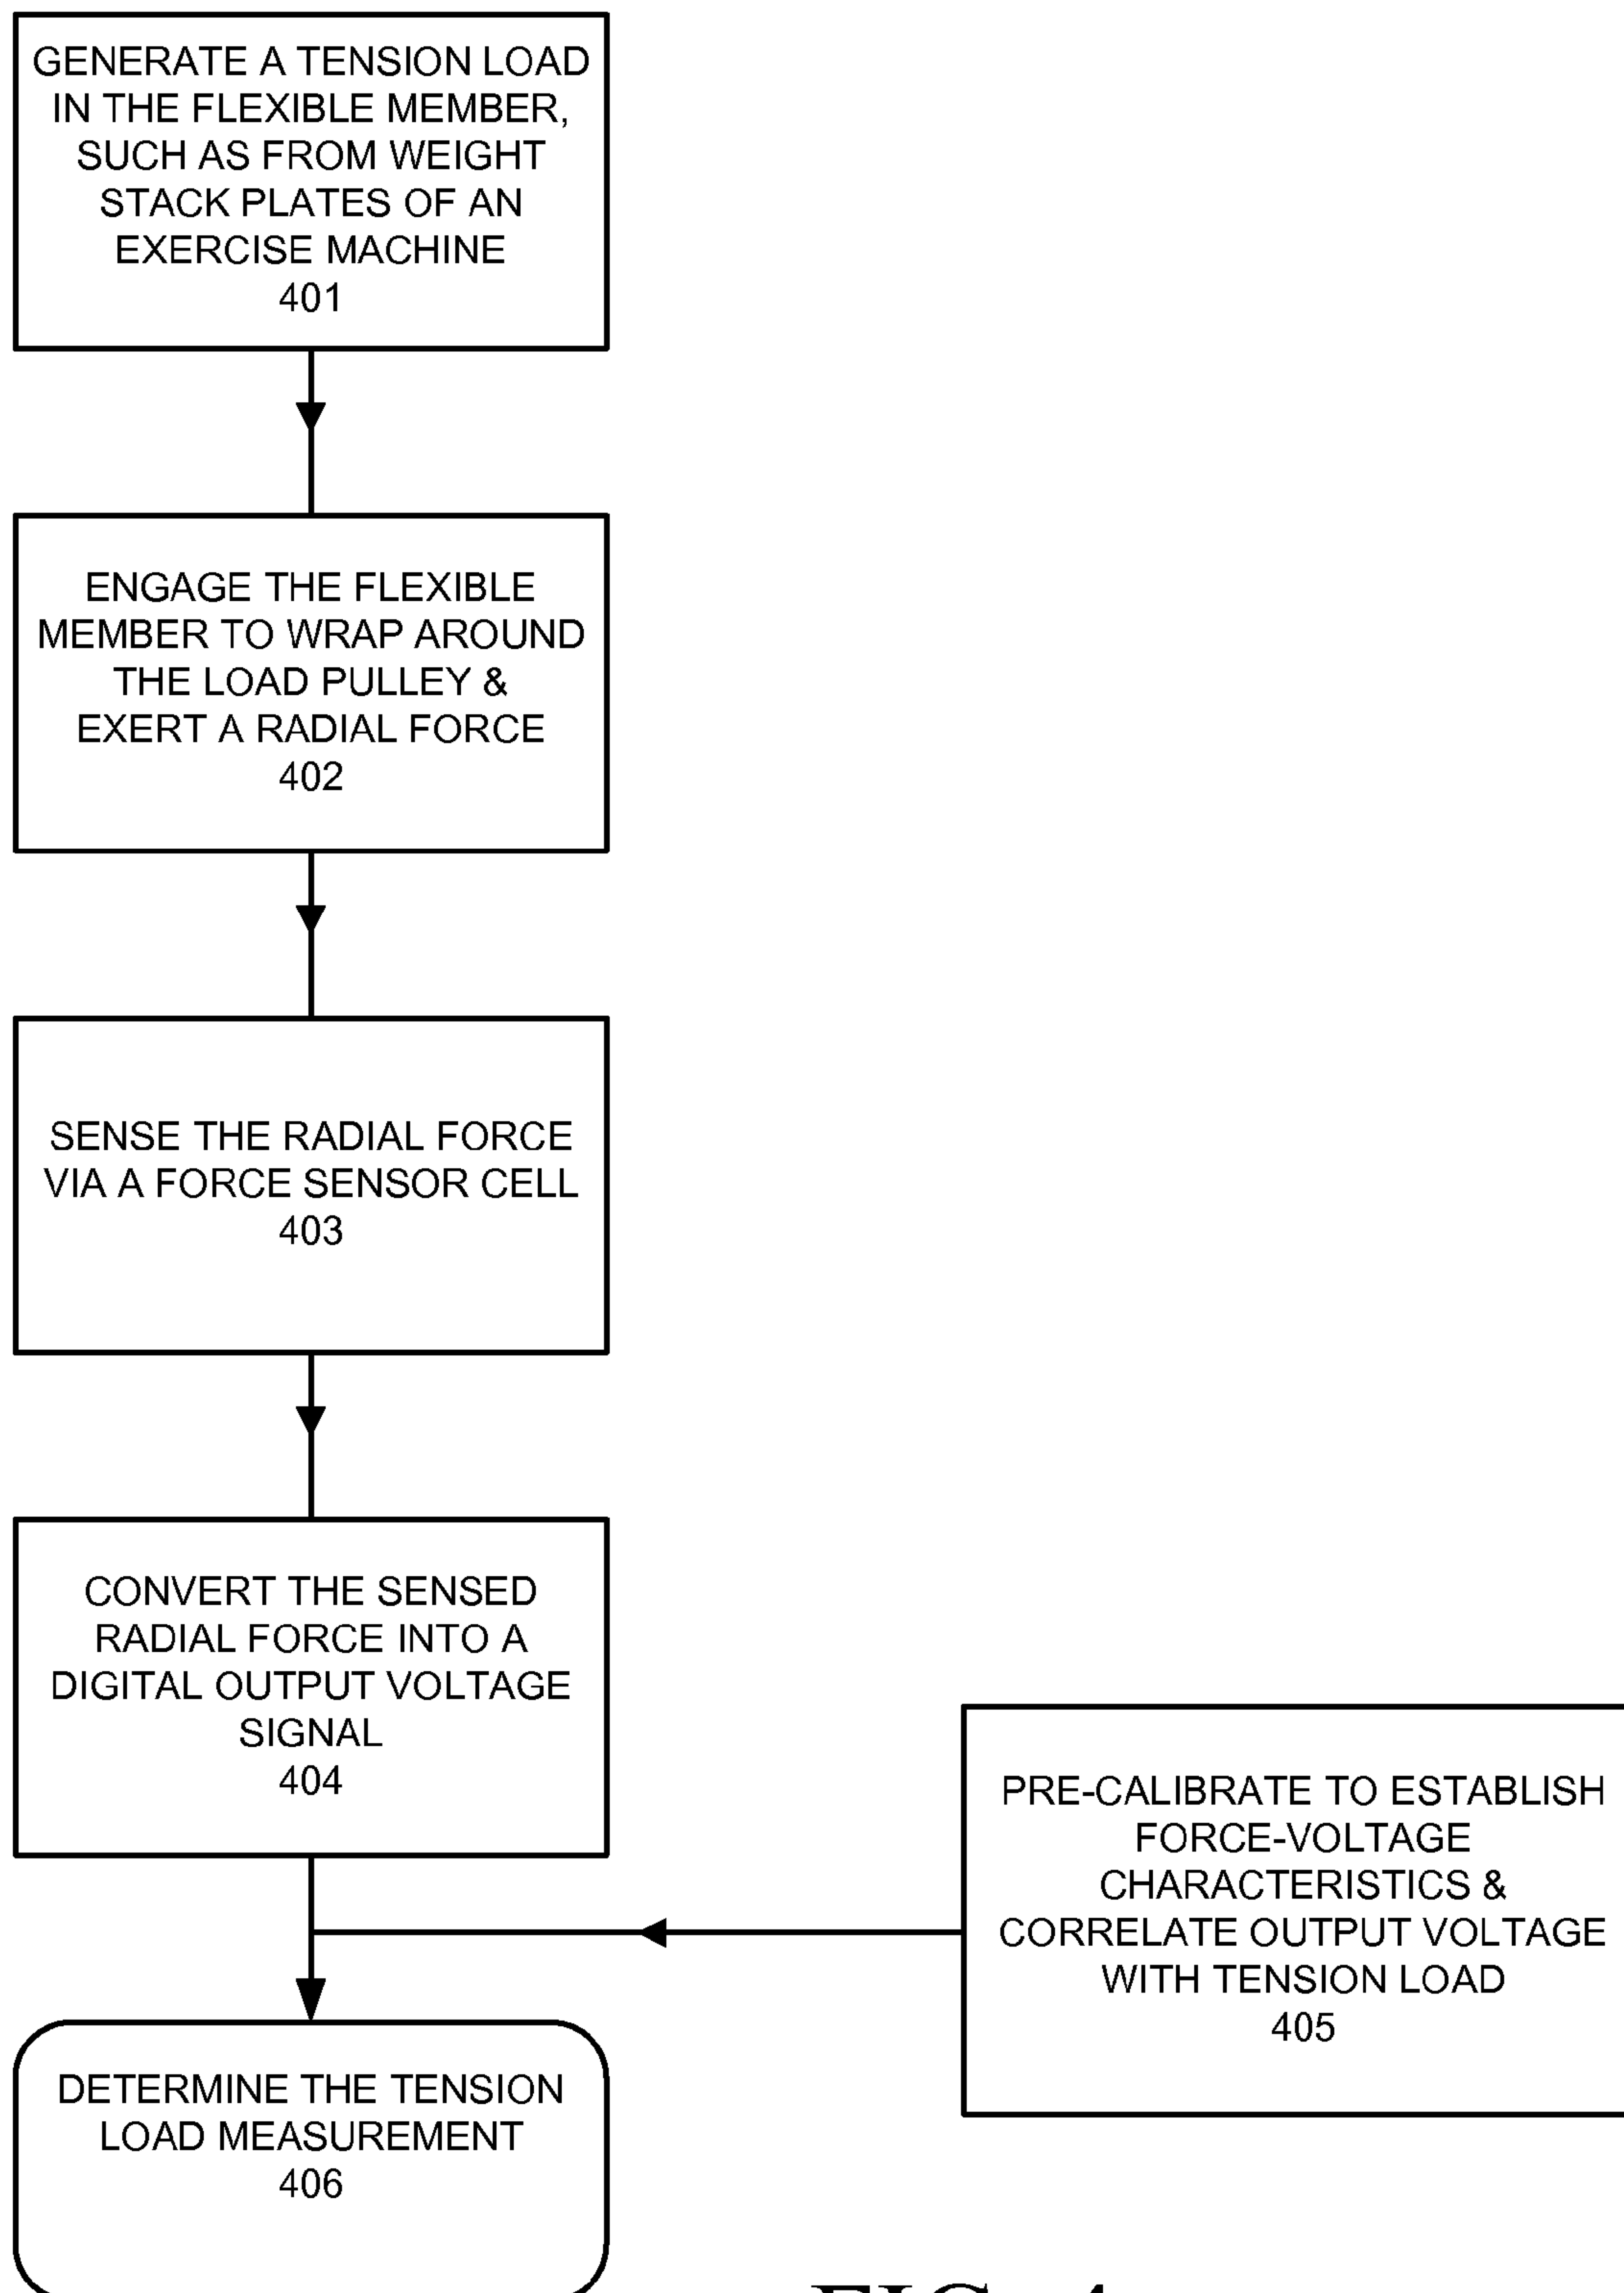 GENERATE A TENSION LOAD
IN THE FLEXIBLE MEMBER,
SUCH AS FROM WEIGHT
STACK PLATES OF AN
EXERCISE MACHINE
401
ENGAGE THE FLEXIBLE
MEMBER TO WRAP AROUND
THE LOAD PULLEY &
EXERT A RADIAL FORCE
402
SENSE THE RADIAL FORCE
VIA A FORCE SENSOR CELL
403
CONVERT THE SENSED
RADIAL FORCE INTO A
DIGITAL OUTPUT VOLTAGE
SIGNAL
404
PRE-CALIBRATE TO ESTABLISH
FORCE-VOLTAGE
CHARACTERISTICS &
CORRELATE OUTPUT VOLTAGE
WITH TENSION LOAD
405
DETERMINE THE TENSION
LOAD MEASUREMENT
406